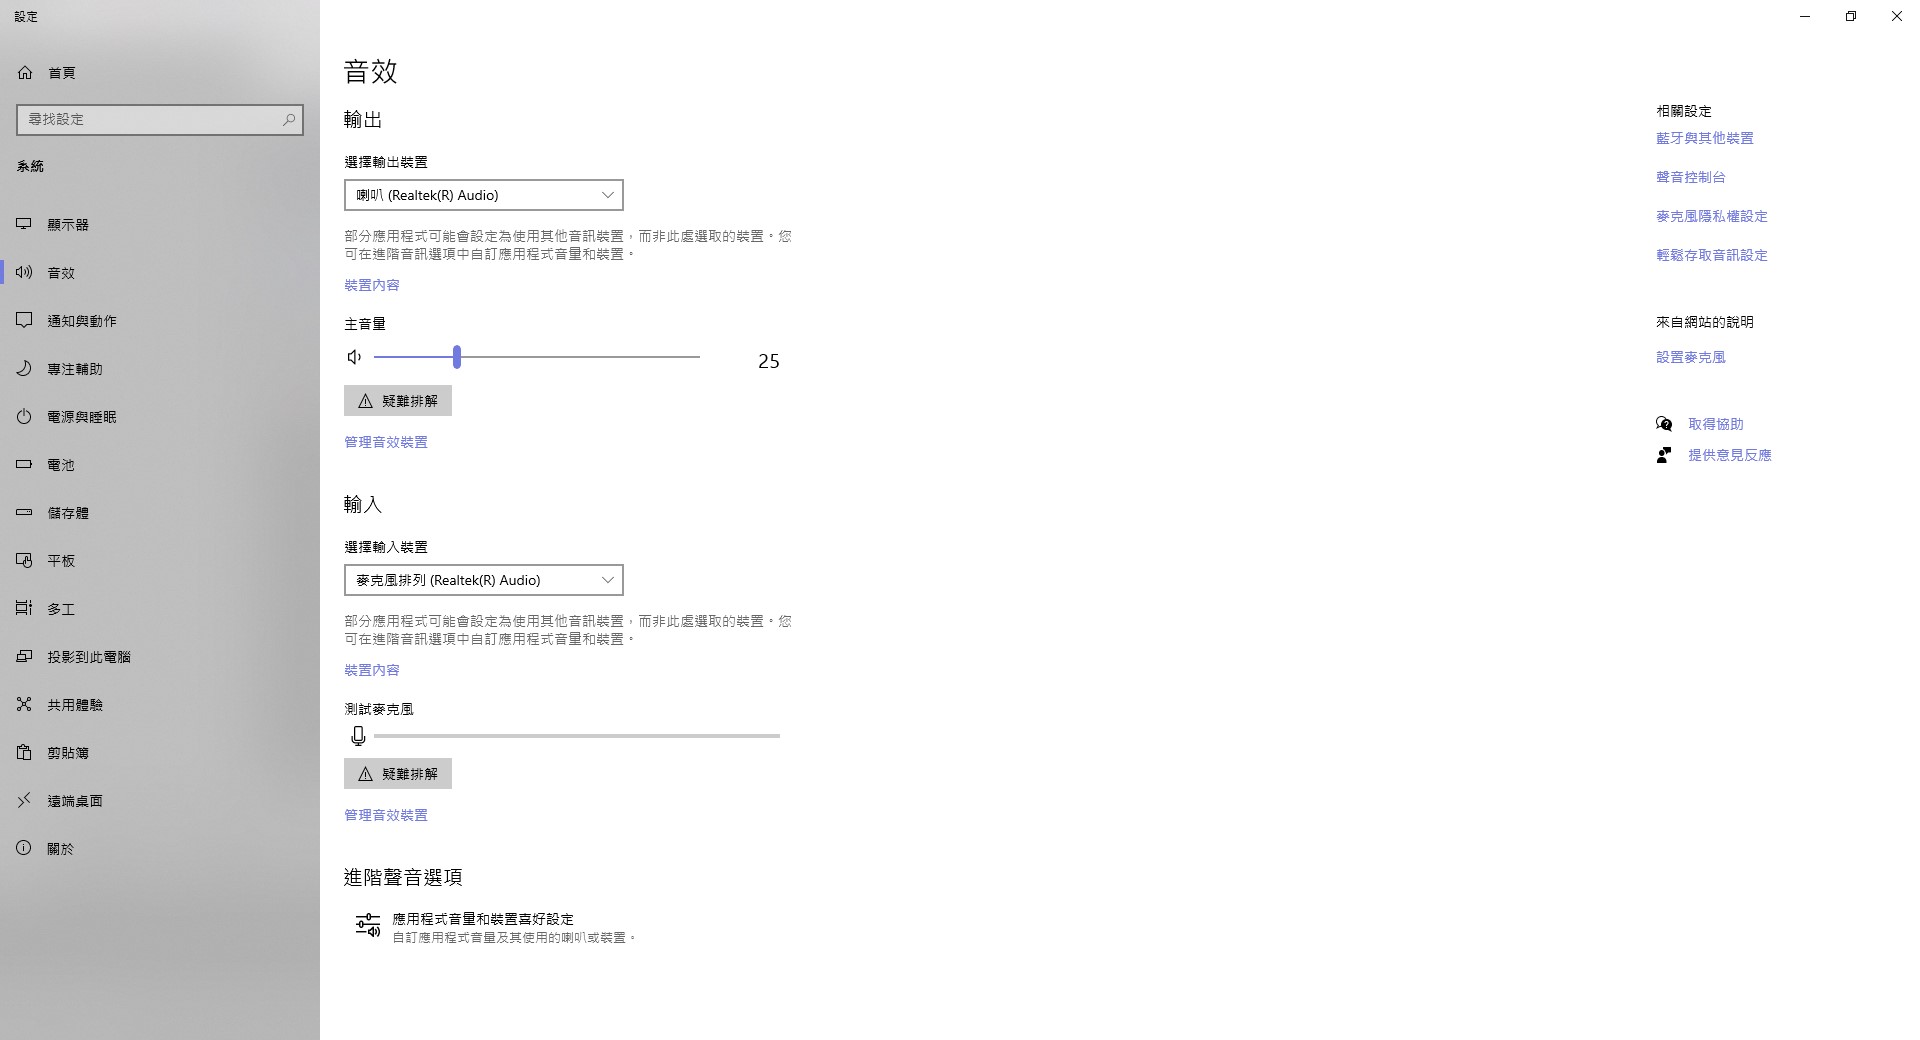 設定
首頁
尋找設定
系統
顯示器
音效
通知與動作
專注輔助
電源與睡眠
電池
儲存體
平板
多工
投影到此電腦
共用體驗
剪貼簿
遠端桌面
關於
音效
輸出
選擇輸出裝置
喇叭 (Realtek(R) Audio)
部分應用程式可能會設定為使用其他音訊裝置，而非此處選取的裝置。您
可在進階音訊選項中自訂應用程式音量和裝置。
裝置內容
主音量
25
疑難排解
管理音效裝置
輸入
選擇輸入裝置
麥克風排列 (Realtek(R) Audio)
部分應用程式可能會設定為使用其他音訊裝置，而非此處選取的裝置。您
可在進階音訊選項中自訂應用程式音量和裝置。
裝置內容
測試麥克風
疑難排解
管理音效裝置
進階聲音選項
應用程式音量和裝置喜好設定
自訂應用程式音量及其使用的喇叭或裝置。
相關設定
藍牙與其他裝置
聲音控制台
麥克風隱私權設定
輕鬆存取音訊設定
來自網站的說明
設置麥克風
取得協助
提供意見反應